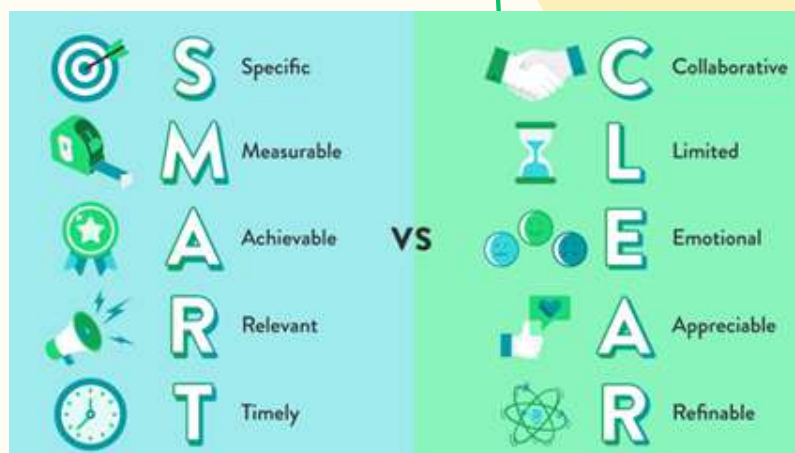 S Specific
M Measurable
A Achievable
R Relevant
T Timely
VS
C Collaborative
L Limited
E Emotional
A Appreciable
R Refinable